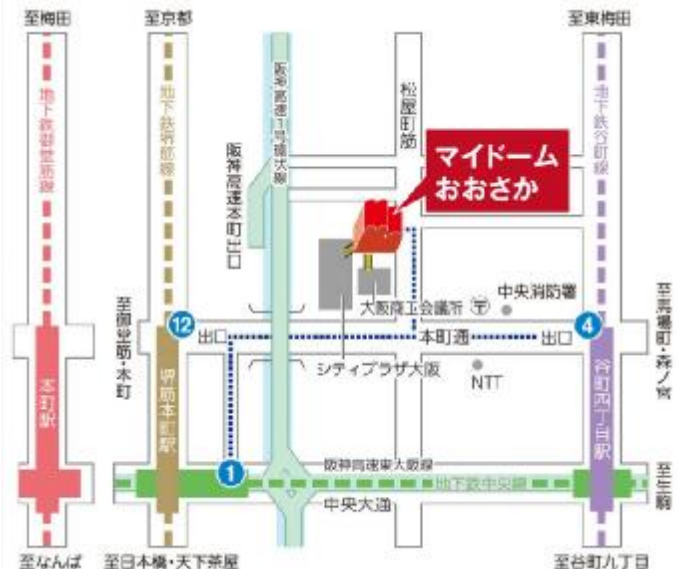 至梅田
至京都
至東梅田
地下鉄御堂筋線
地下鉄堺筋線
阪神高速1号環状線
松屋町筋
地下鉄谷町線
マイドーム
おおさか
阪神高速本町出口
大阪商工会議所
中央消防署
至御堂筋・本町
12
出口
本町通
出口
4
至馬場町・森ノ宮
シティプラザ大阪
NTT
本町駅
堺筋本町駅
谷町四丁目駅
1
阪神高速東大阪線
地下鉄中央線
中央大通
至生駒
至なんば
至日本橋・天下茶屋
至谷町九丁目